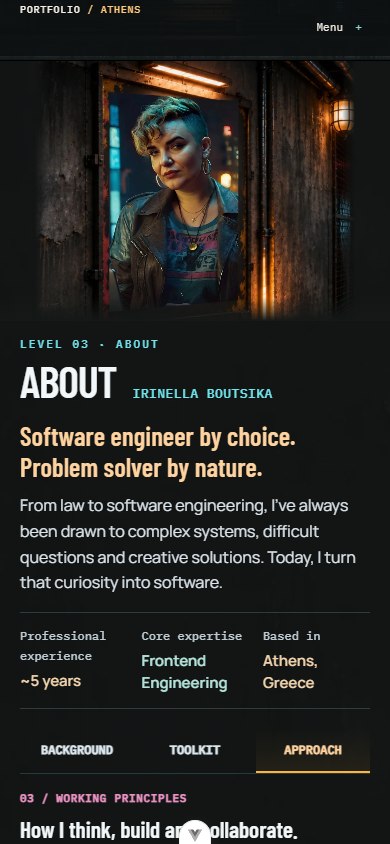 PORTFOLIO / ATHENS
Menu +
LEVEL 03 · ABOUT
ABOUT IRINELLA BOUTSIKA
Software engineer by choice.
Problem solver by nature.
From law to software engineering, I've always
been drawn to complex systems, difficult
questions and creative solutions. Today, I turn
that curiosity into software.
Professional experience
~5 years
Core expertise
Frontend
Engineering
Based in
Athens,
Greece
BACKGROUND TOOLKIT APPROACH
03 / WORKING PRINCIPLES
How I think, build and collaborate.